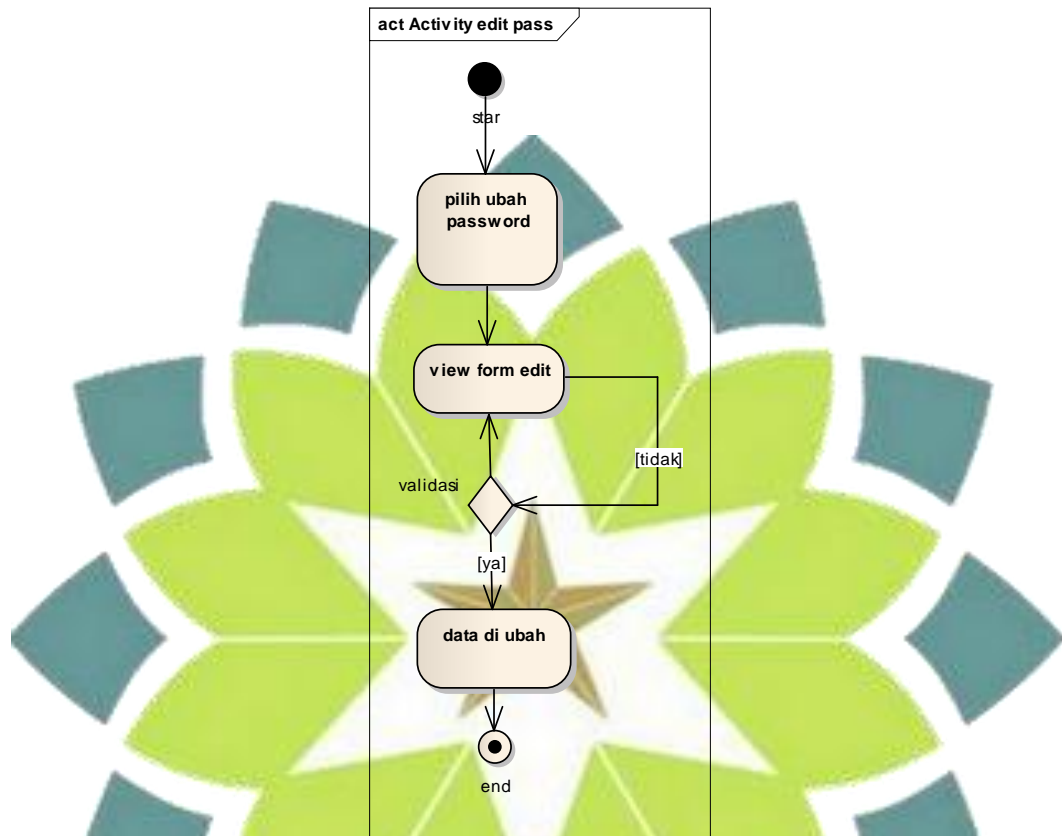 act Activity edit pass
star
pilih ubah
password
view form edit
[tidak]
validasi
[ya]
data di ubah
end